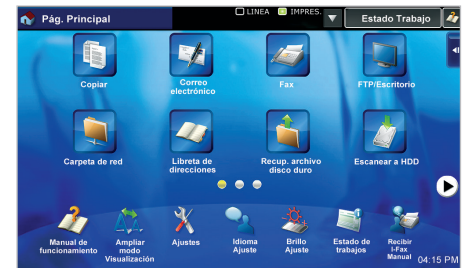 Pág. Principal
LINEA
IMPRES.
Estado Trabajo
Copiar
Correo
electrónico
Fax
FTP/Escritorio
Carpeta de red
Libreta de
direcciones
Recup. archivo
disco duro
Escanear a HDD
Manual de
funcionamiento
Ampliar
modo
Visualización
Ajustes
Idioma
Ajuste
Brillo
Ajuste
Estado de
trabajos
Recibir
I-Fax
Manual
04:15 PM